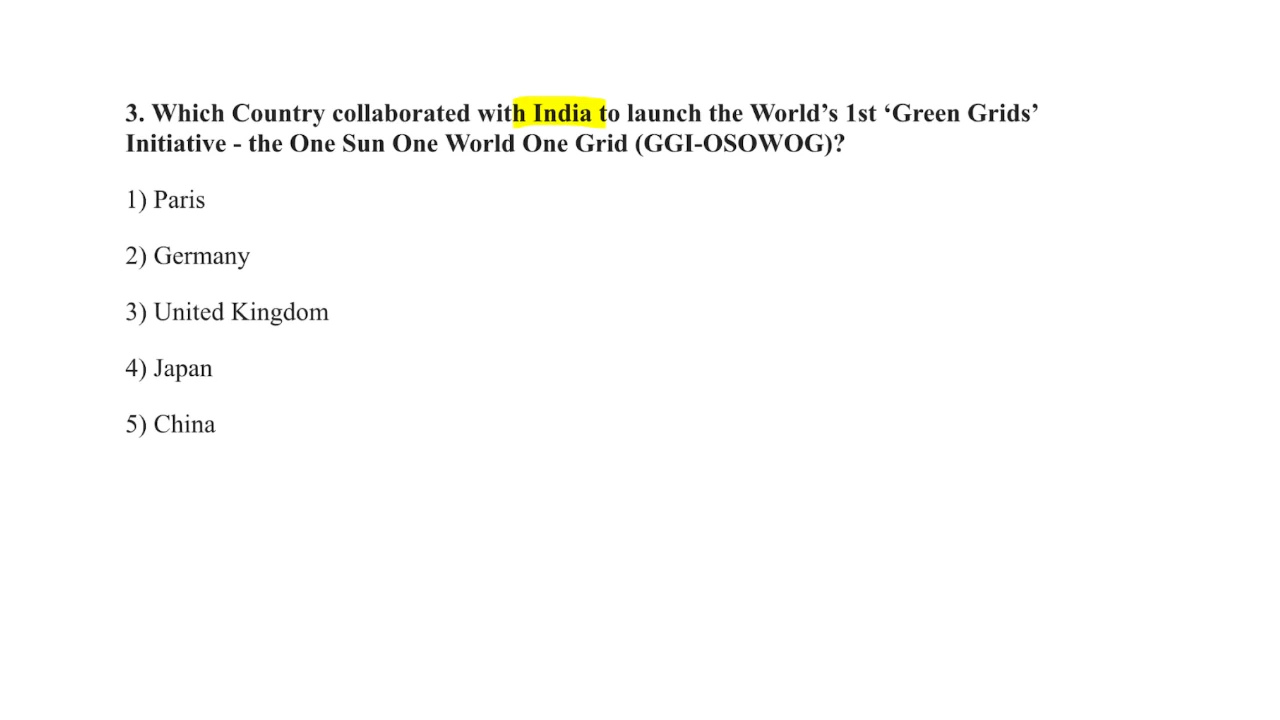 3. Which Country collaborated with India to launch the World’s 1st ‘Green Grids’
Initiative - the One Sun One World One Grid (GGI-OSOWOG)?
1) Paris
2) Germany
3) United Kingdom
4) Japan
5) China